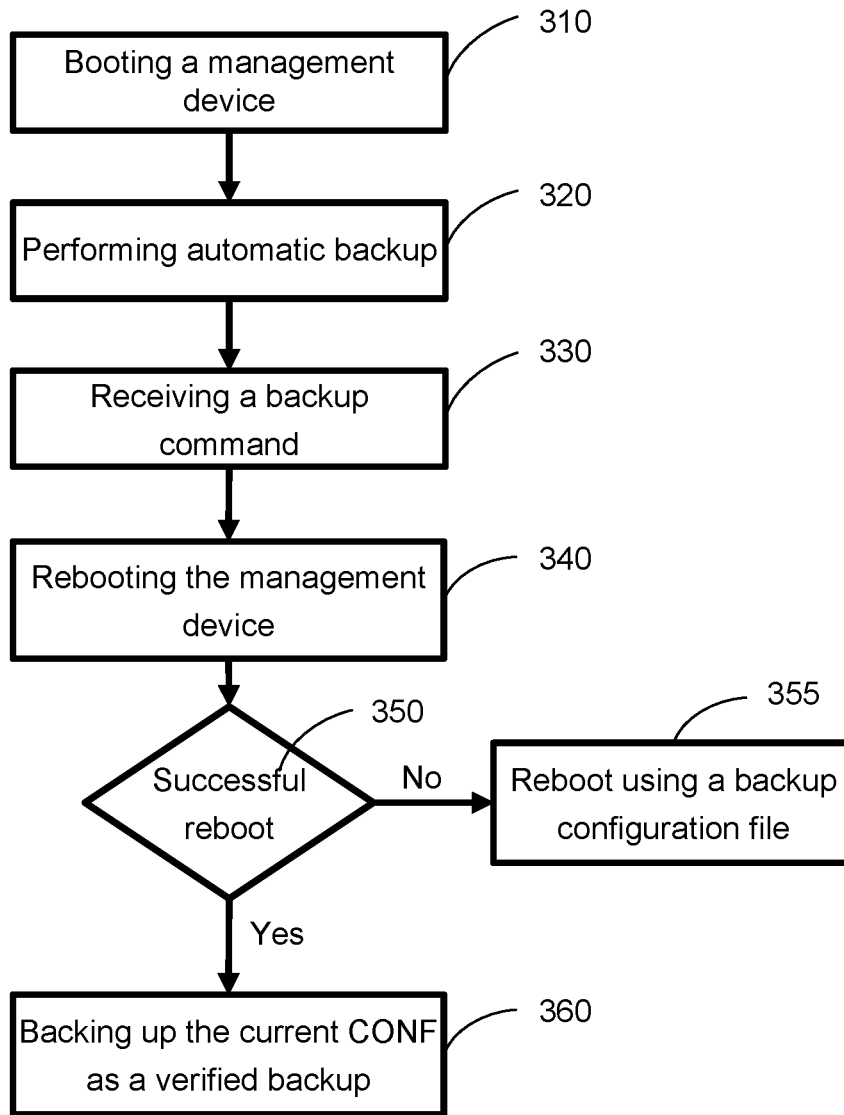 310
Booting a management
device
320
Performing automatic backup
330
Receiving a backup
command
340
Rebooting the management
device
350
355
Successful
reboot
No
Reboot using a backup
configuration file
Yes
360
Backing up the current CONF
as a verified backup